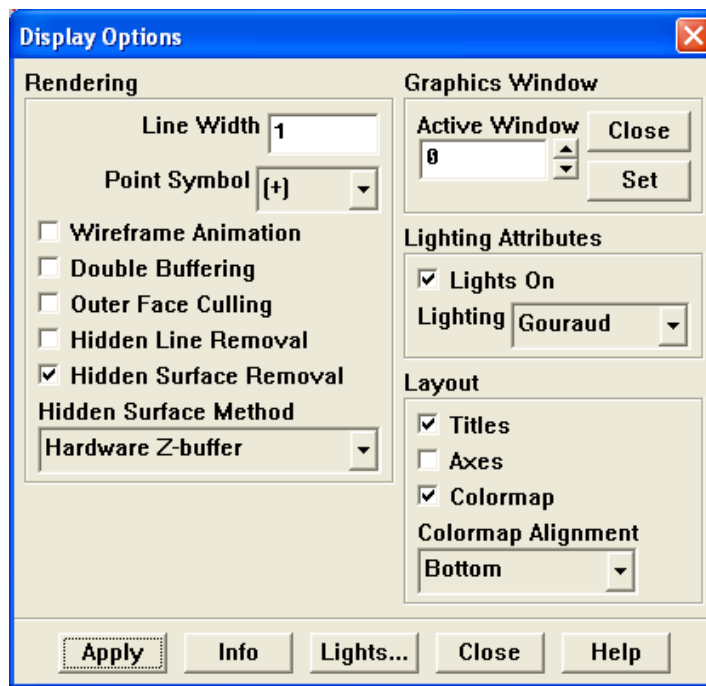 Display Options
Rendering
Line Width 1
Point Symbol (+)
Wireframe Animation
Double Buffering
Outer Face Culling
Hidden Line Removal
Hidden Surface Removal
Hidden Surface Method
Hardware Z-buffer
Graphics Window
Active Window
0
Close
Set
Lighting Attributes
Lights On
Lighting Gouraud
Layout
Titles
Axes
Colormap
Colormap Alignment
Bottom
Apply Info Lights... Close Help